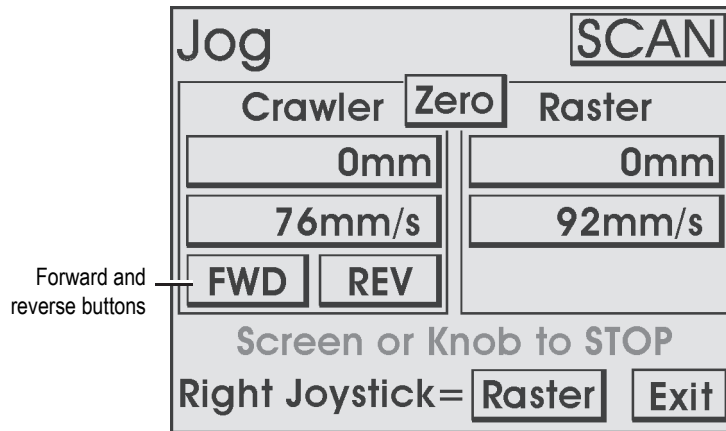 Jog SCAN
Crawler Zero Raster
0mm 0mm
76mm/s 92mm/s
FWD REV
Forward and
reverse buttons
Screen or Knob to STOP
Right Joystick= Raster Exit